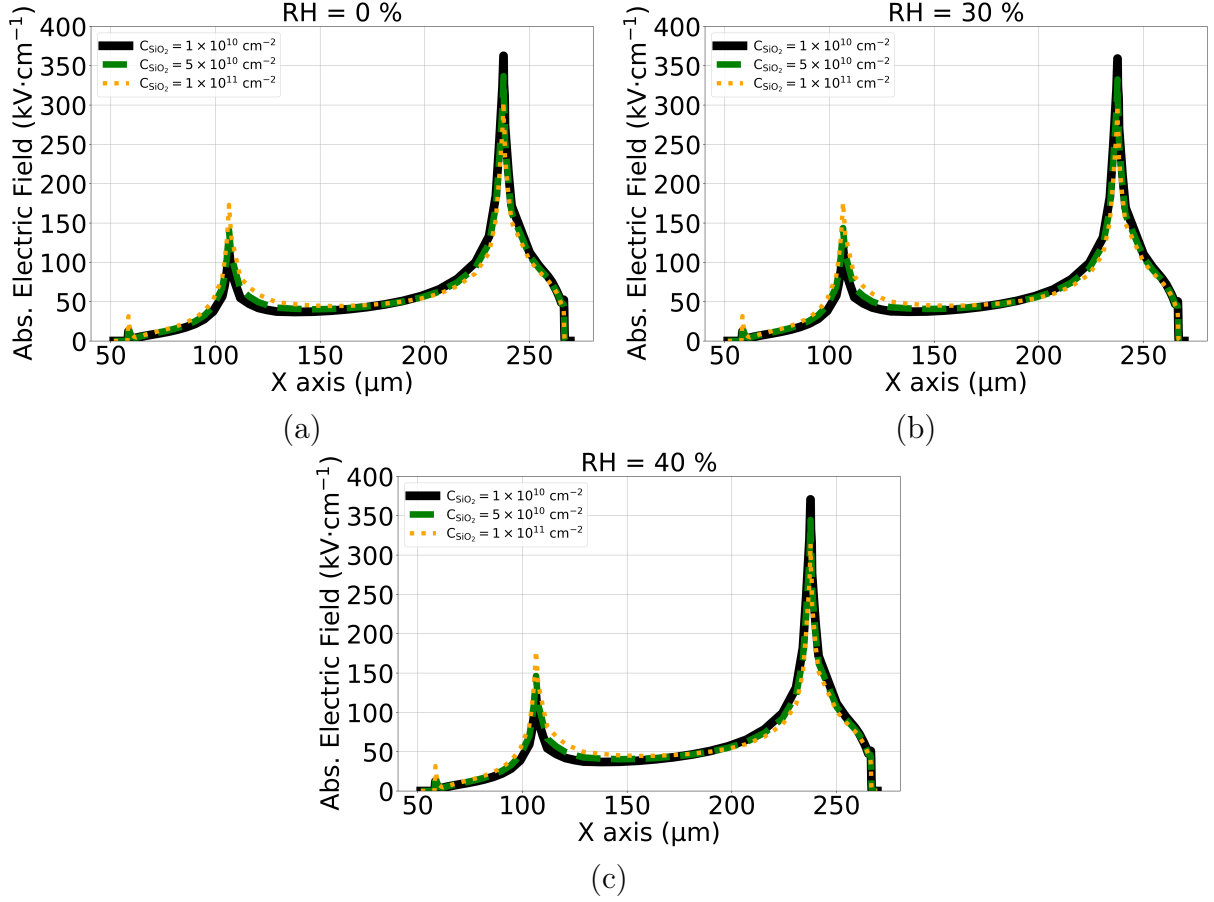 RH = 0 %
Abs. Electric Field (kV·cm⁻¹)
400
350
300
250
200
150
100
50
0
C_SiO₂ = 1 × 10¹⁰ cm⁻²
C_SiO₂ = 5 × 10¹⁰ cm⁻²
C_SiO₂ = 1 × 10¹¹ cm⁻²
50 100 150 200 250
X axis (µm)
(a)
RH = 30 %
Abs. Electric Field (kV·cm⁻¹)
400
350
300
250
200
150
100
50
0
C_SiO₂ = 1 × 10¹⁰ cm⁻²
C_SiO₂ = 5 × 10¹⁰ cm⁻²
C_SiO₂ = 1 × 10¹¹ cm⁻²
50 100 150 200 250
X axis (µm)
(b)
RH = 40 %
Abs. Electric Field (kV·cm⁻¹)
400
350
300
250
200
150
100
50
0
C_SiO₂ = 1 × 10¹⁰ cm⁻²
C_SiO₂ = 5 × 10¹⁰ cm⁻²
C_SiO₂ = 1 × 10¹¹ cm⁻²
50 100 150 200 250
X axis (µm)
(c)